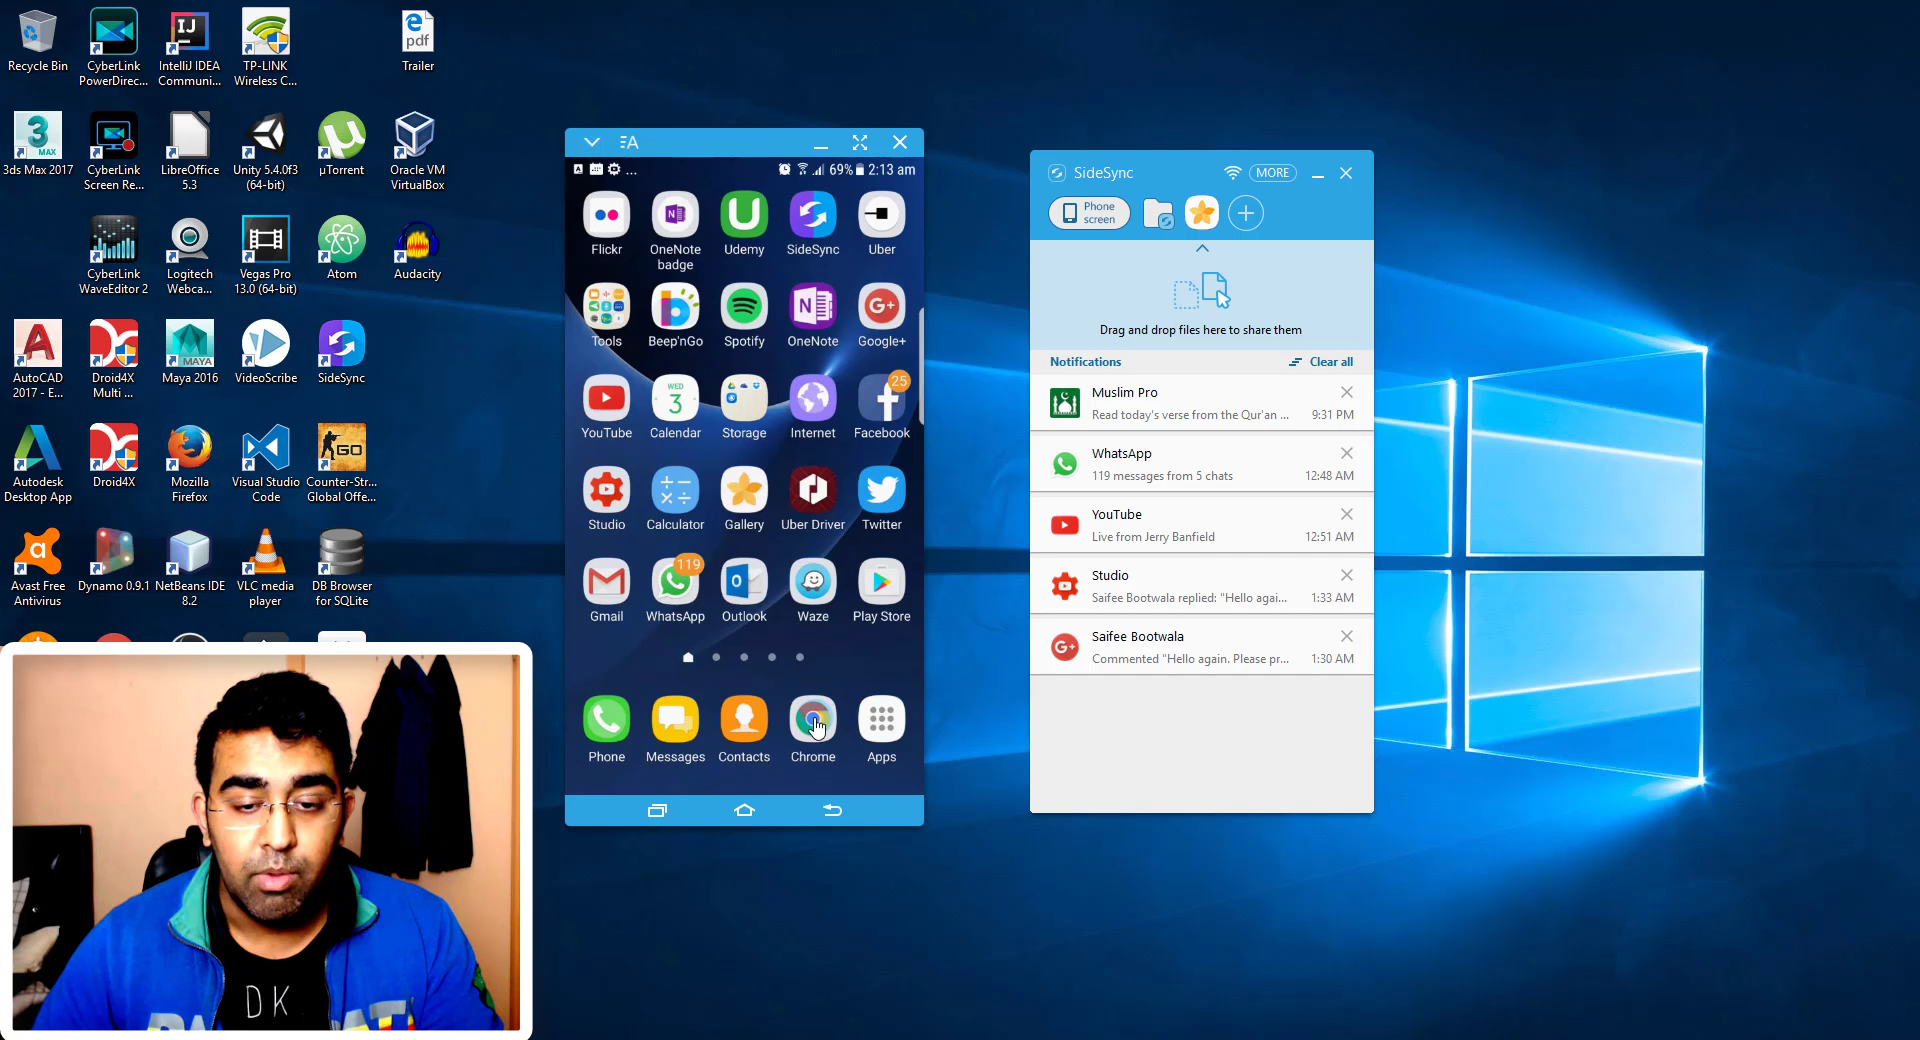 Recycle Bin
CyberLink
PowerDirec...
IntelliJ IDEA
Communi...
TP-LINK
Wireless C...
pdf
Trailer
3ds Max 2017
CyberLink
Screen Re...
LibreOffice
5.3
Unity 5.4.0f3
(64-bit)
µTorrent
Oracle VM
VirtualBox
CyberLink
WaveEditor 2
Logitech
Webca...
Vegas Pro
13.0 (64-bit)
Atom
Audacity
AutoCAD
2017 - E...
Droid4X
Multi ...
Maya 2016
VideoScribe
SideSync
Autodesk
Desktop App
Droid4X
Mozilla
Firefox
Visual Studio
Code
Counter-Str...
Global Offe...
Avast Free
Antivirus
Dynamo 0.9.1
NetBeans IDE
8.2
VLC media
player
DB Browser
for SQLite
DK
69% 2:13 am
Flickr
OneNote
badge
Udemy
SideSync
Uber
Tools
Beep'nGo
Spotify
OneNote
Google+
WED
3
25
YouTube
Calendar
Storage
Internet
Facebook
Studio
Calculator
Gallery
Uber Driver
Twitter
119
Gmail
WhatsApp
Outlook
Waze
Play Store
Phone
Messages
Contacts
Chrome
Apps
SideSync
MORE
Phone
screen
Drag and drop files here to share them
Notifications
Clear all
Muslim Pro
Read today's verse from the Qur'an ... 9:31 PM
WhatsApp
119 messages from 5 chats 12:48 AM
YouTube
Live from Jerry Banfield 12:51 AM
Studio
Saifee Bootwala replied: "Hello agai... 1:33 AM
Saifee Bootwala
Commented "Hello again. Please pr... 1:30 AM